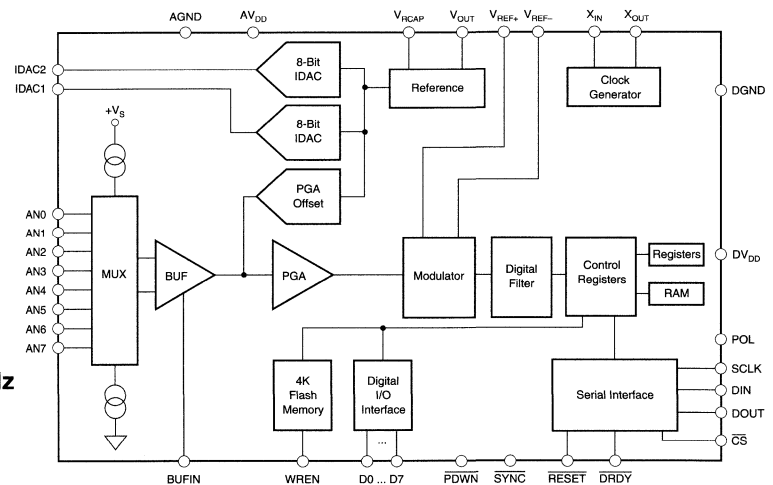 AGND AVDD VRCAP VOUT VREF+ VREF– XIN XOUT
IDAC2
IDAC1
8-Bit
IDAC
8-Bit
IDAC
Reference
Clock
Generator
DGND
+VS
PGA
Offset
AN0
AN1
AN2
AN3
AN4
AN5
AN6
AN7
MUX
BUF
PGA
Modulator
Digital
Filter
Control
Registers
Registers
RAM
DVDD
POL
lz
4K
Flash
Memory
Digital
I/O
Interface
...
Serial Interface
SCLK
DIN
DOUT
CS
BUFIN WREN D0 ... D7 PDWN SYNC RESET DRDY